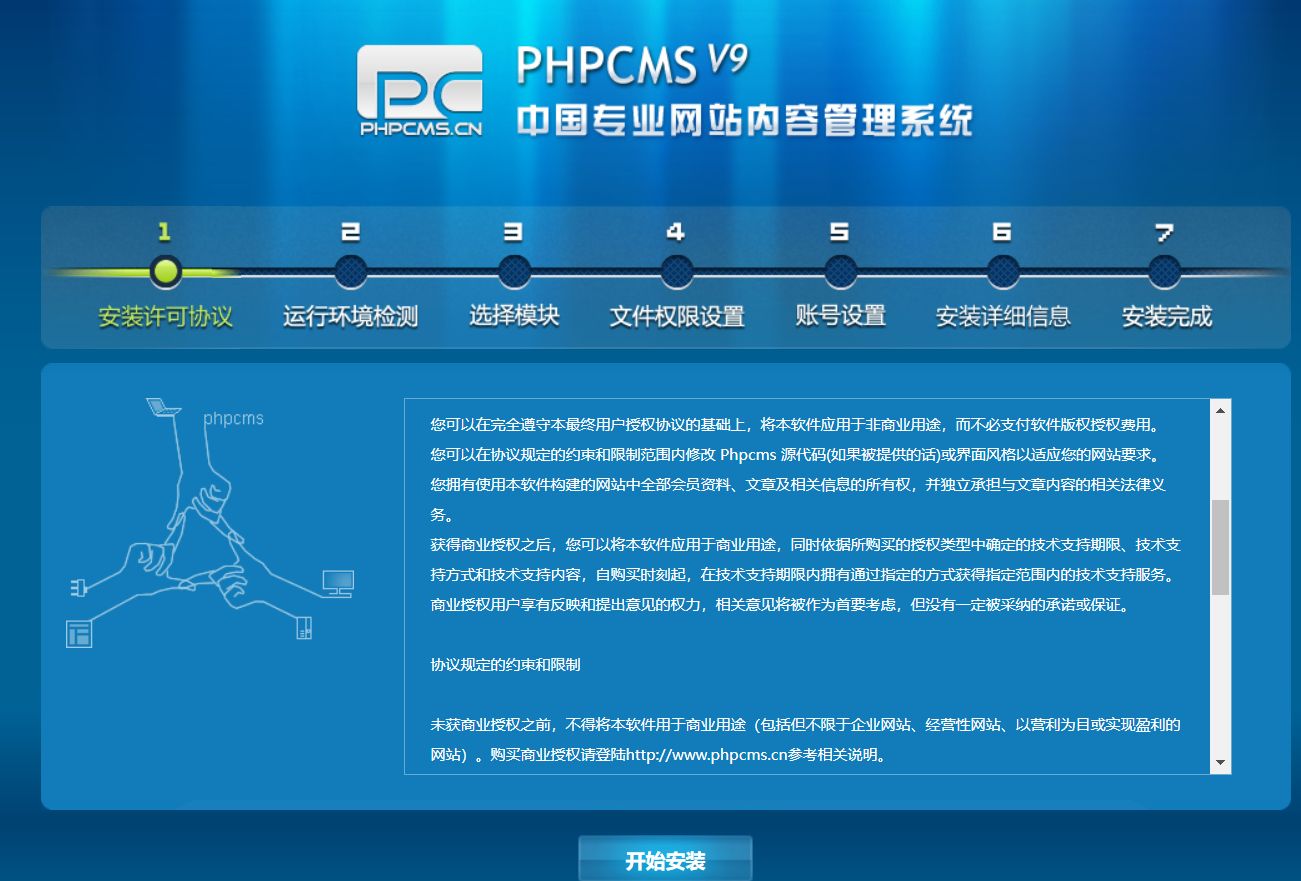 PHPCMS V9
PHPCMS.CN
中国专业网站内容管理系统
1 2 3 4 5 6 7
安装许可协议 运行环境检测 选择模块 文件权限设置 账号设置 安装详细信息 安装完成
phpcms
您可以在完全遵守本最终用户授权协议的基础上，将本软件应用于非商业用途，而不必支付软件版权授权费用。
您可以在协议规定的约束和限制范围内修改 Phpcms 源代码(如果被提供的话)或界面风格以适应您的网站要求。
您拥有使用本软件构建的网站中全部会员资料、文章及相关信息的所有权，并独立承担与文章内容的相关法律义
务。
获得商业授权之后，您可以将本软件应用于商业用途，同时依据所购买的授权类型中确定的技术支持期限、技术支
持方式和技术支持内容，自购买时刻起，在技术支持期限内拥有通过指定的方式获得指定范围内的技术支持服务。
商业授权用户享有反映和提出意见的权力，相关意见将被作为首要考虑，但没有一定被采纳的承诺或保证。
协议规定的约束和限制
未获商业授权之前，不得将本软件用于商业用途（包括但不限于企业网站、经营性网站、以营利为目或实现盈利的
网站）。购买商业授权请登陆http://www.phpcms.cn参考相关说明。
开始安装